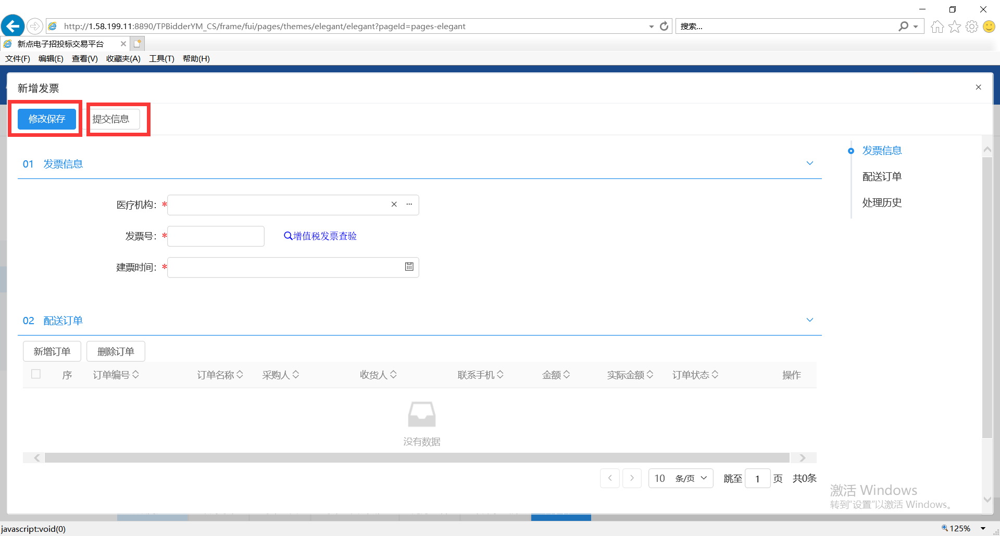 http://1.58.199.11:8890/TPBidderYM_CS/frame/fui/pages/themes/elegant/elegant?pageId=pages-elegant
搜索...
新点电子招投标交易平台
文件(F) 编辑(E) 查看(V) 收藏夹(A) 工具(T) 帮助(H)
新增发票
修改保存 提交信息
01 发票信息
医疗机构：*
发票号：* 增值税发票查验
建票时间：*
发票信息
配送订单
处理历史
02 配送订单
新增订单 删除订单
序 订单编号 订单名称 采购人 收货人 联系手机 金额 实际金额 订单状态 操作
没有数据
10 条/页 跳至 1 页 共0条
激活 Windows
转到"设置"以激活 Windows。
javascript:void(0)
125%